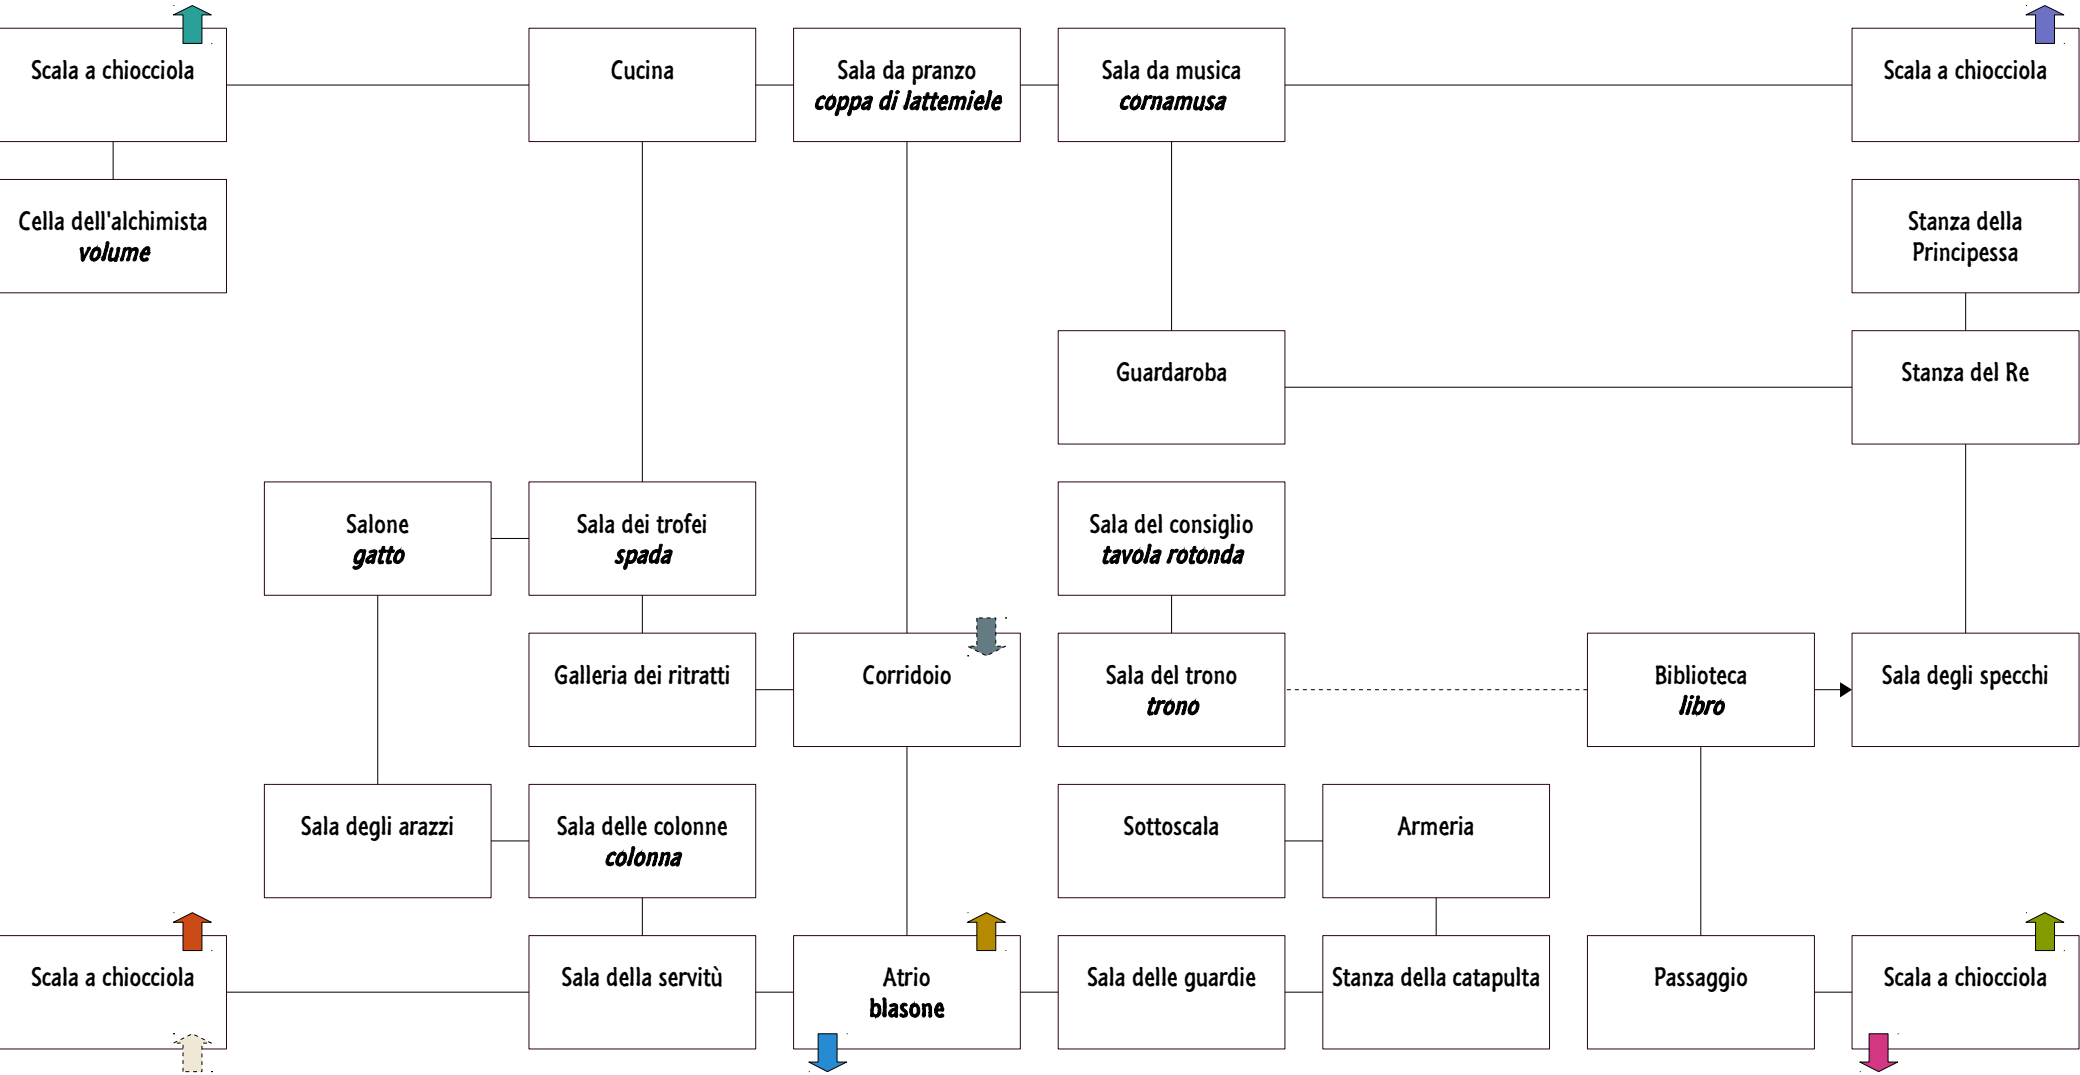 Scala a chiocciola
Cucina
Sala da pranzo
coppa di lattemiele
Sala da musica
cornamusa
Scala a chiocciola
Cella dell'alchimista
volume
Stanza della
Principessa
Guardaroba
Stanza del Re
Salone
gatto
Sala dei trofei
spada
Sala del consiglio
tavola rotonda
Galleria dei ritratti
Corridoio
Sala del trono
trono
Biblioteca
libro
Sala degli specchi
Sala degli arazzi
Sala delle colonne
colonna
Sottoscala
Armeria
Scala a chiocciola
Sala della servitù
Atrio
blasone
Sala delle guardie
Stanza della catapulta
Passaggio
Scala a chiocciola